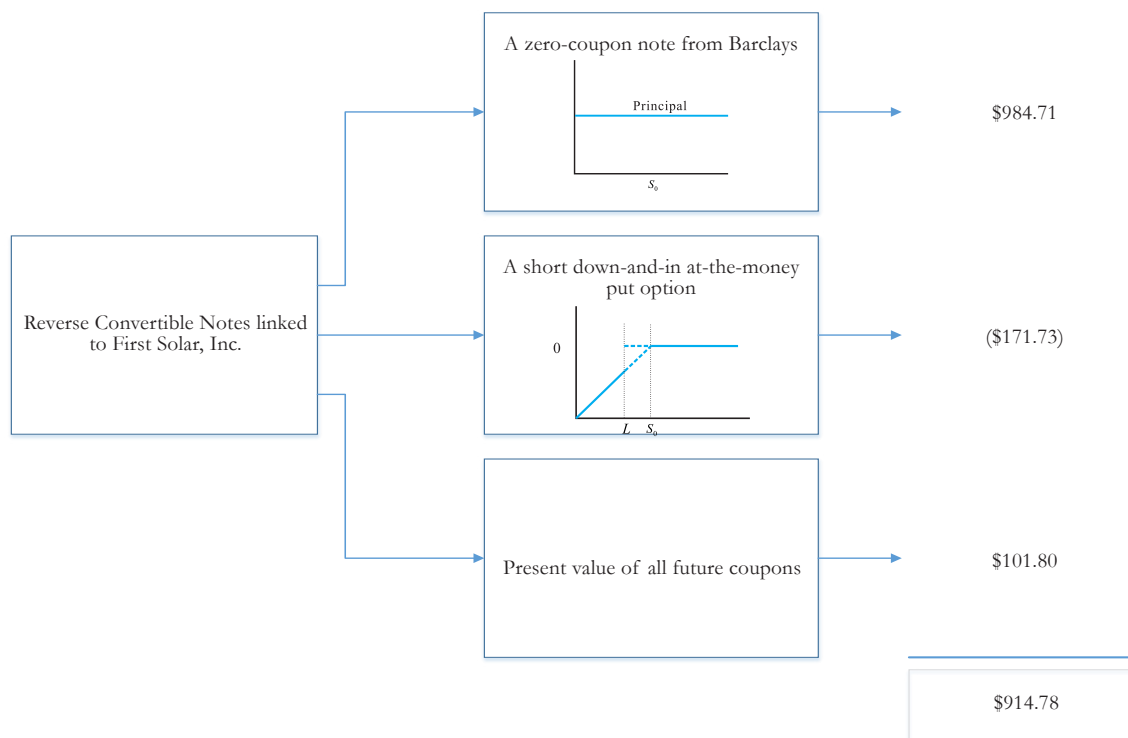 A zero-coupon note from Barclays
Principal
S₀
$984.71
Reverse Convertible Notes linked
to First Solar, Inc.
A short down-and-in at-the-money
put option
0
L S₀
($171.73)
Present value of all future coupons
$101.80
$914.78